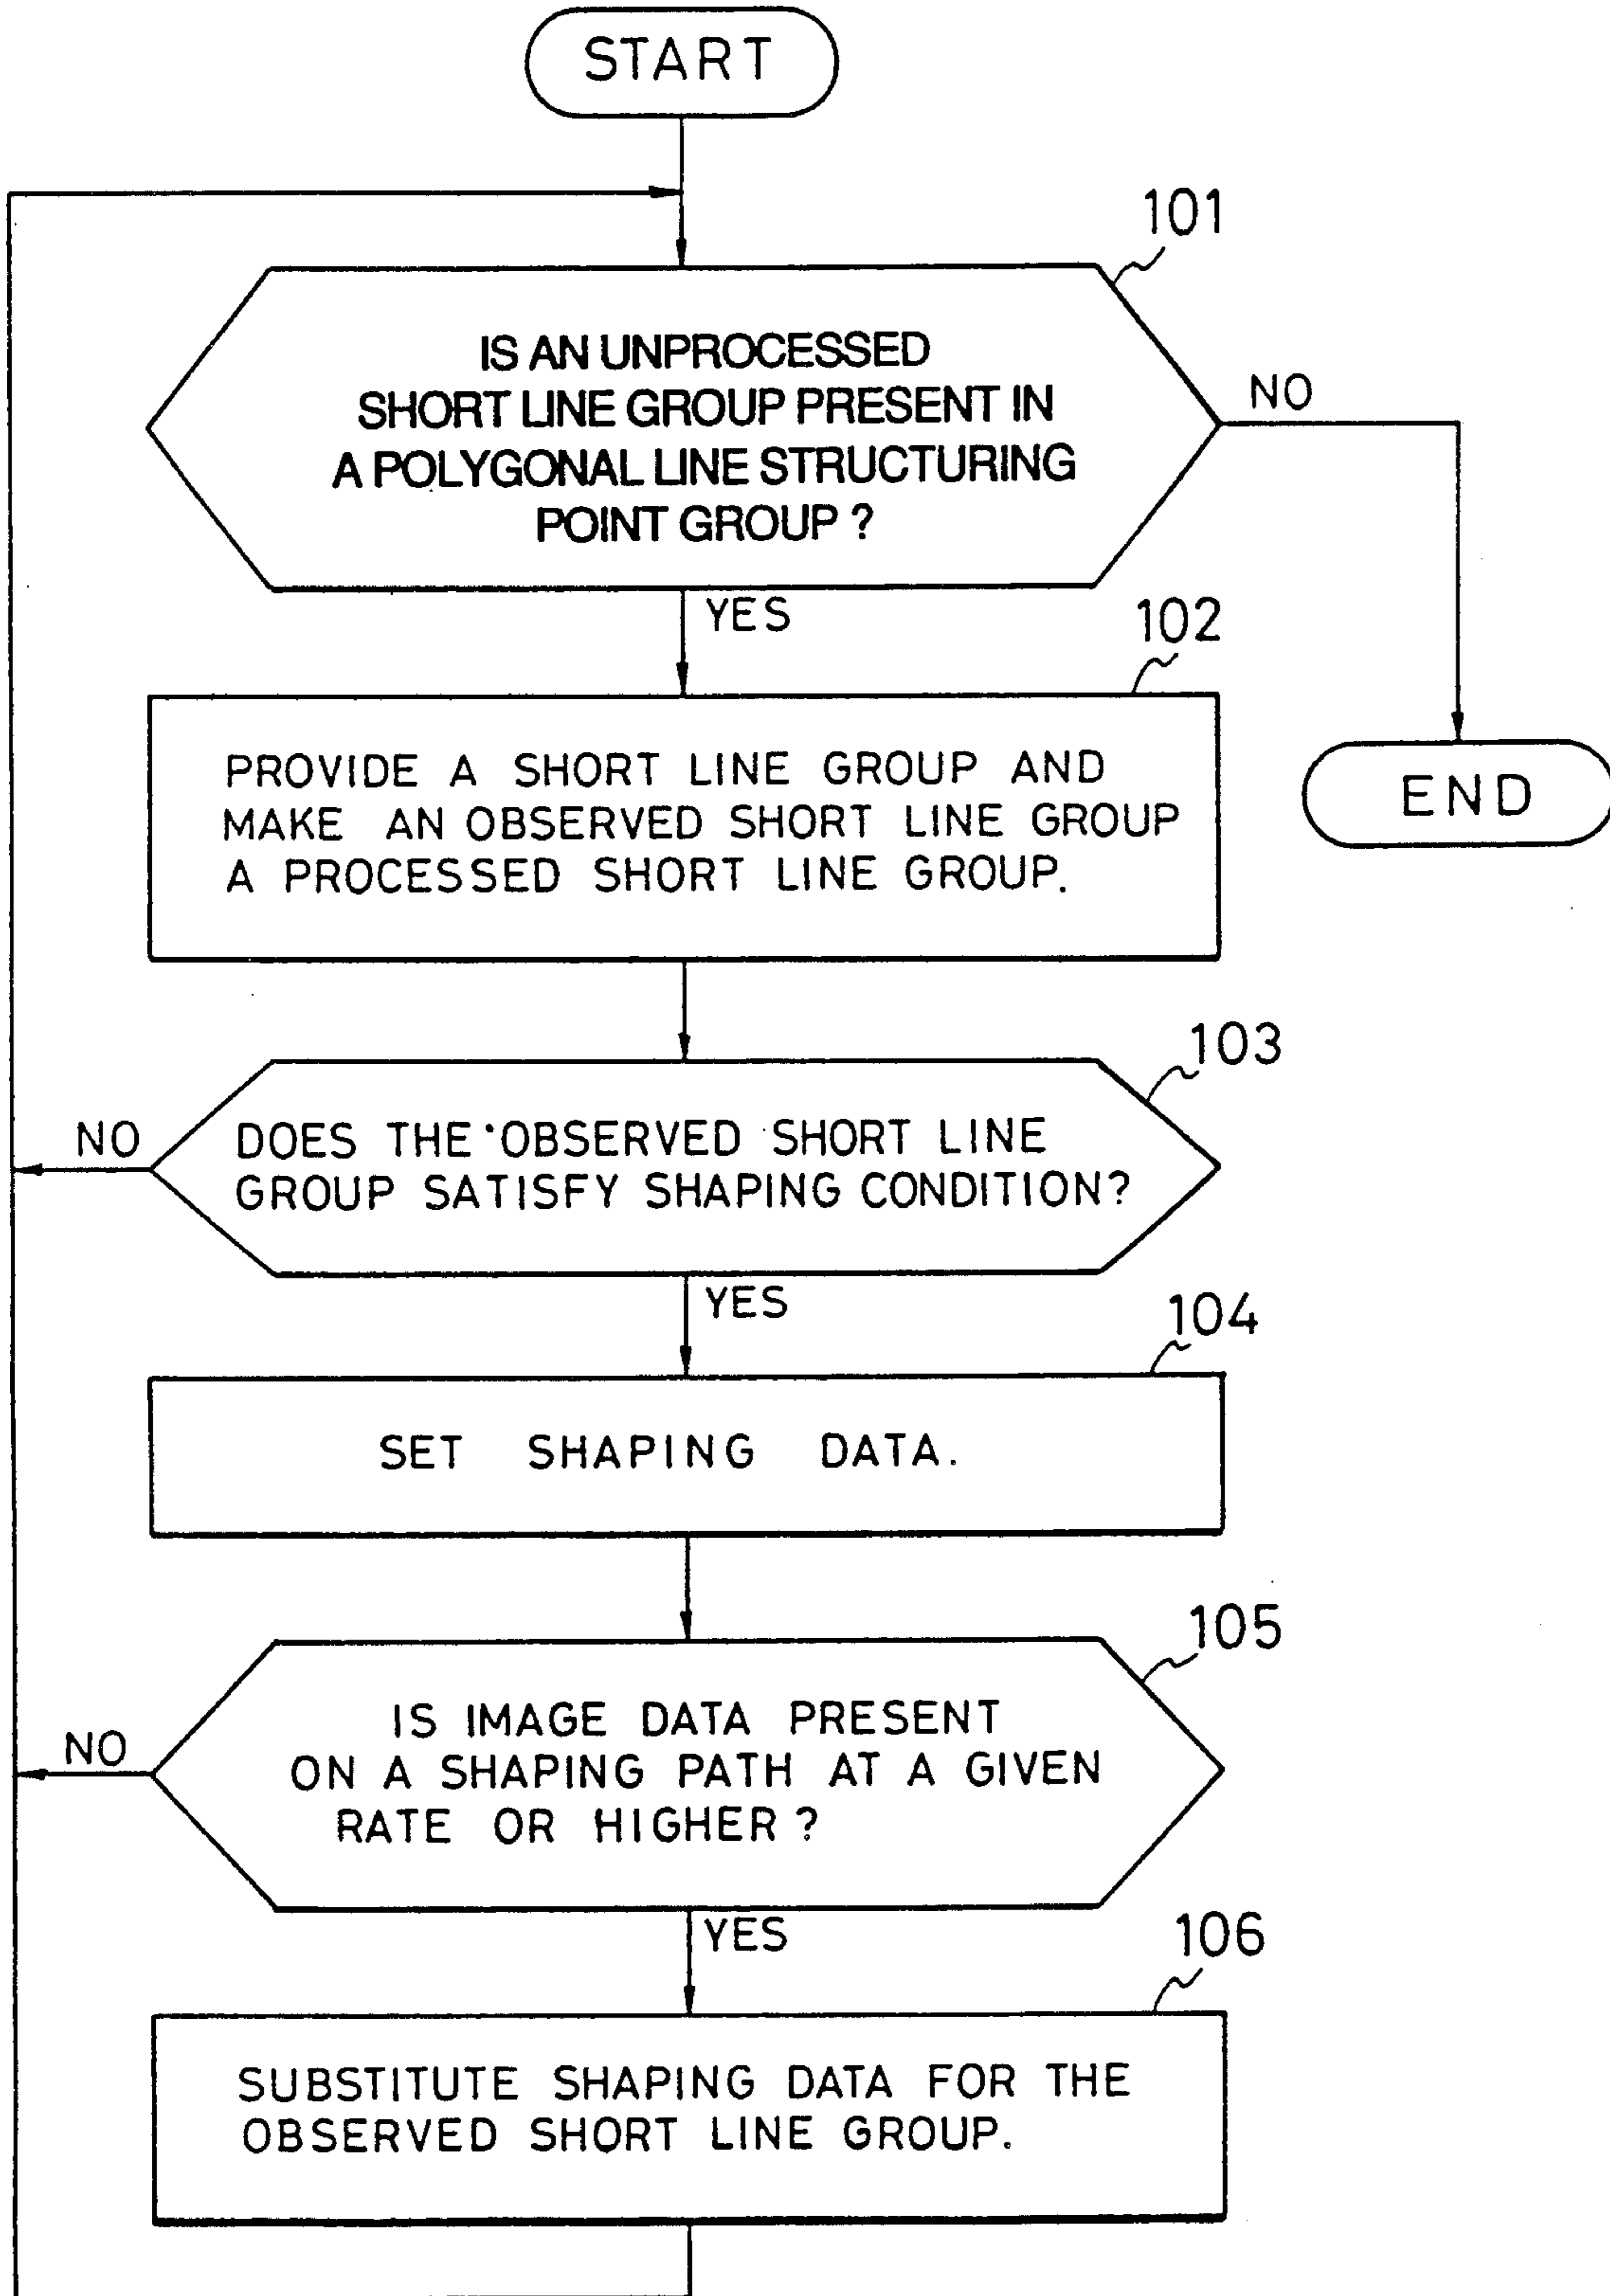 START
101
IS AN UNPROCESSED
SHORT LINE GROUP PRESENT IN
A POLYGONAL LINE STRUCTURING
POINT GROUP ?
NO
YES
102
PROVIDE A SHORT LINE GROUP AND
MAKE AN OBSERVED SHORT LINE GROUP
A PROCESSED SHORT LINE GROUP.
END
103
NO
DOES THE OBSERVED SHORT LINE
GROUP SATISFY SHAPING CONDITION?
YES
104
SET SHAPING DATA.
105
NO
IS IMAGE DATA PRESENT
ON A SHAPING PATH AT A GIVEN
RATE OR HIGHER ?
YES
106
SUBSTITUTE SHAPING DATA FOR THE
OBSERVED SHORT LINE GROUP.